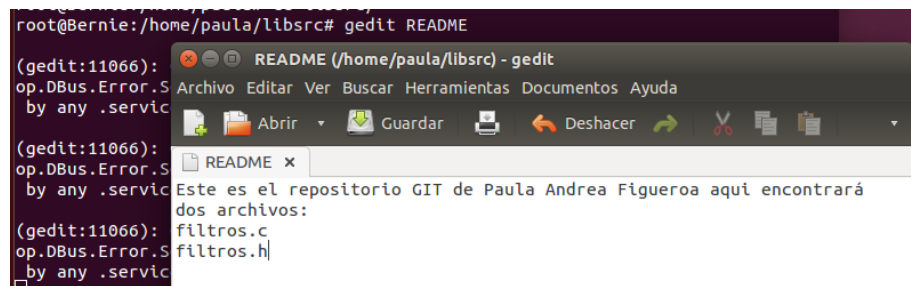 root@Bernie:/home/paula/libsrc# gedit README
README (/home/paula/libsrc) - gedit
(gedit:11066):
op.DBus.Error.S
by any .servic
Archivo Editar Ver Buscar Herramientas Documentos Ayuda
Abrir Guardar Deshacer
(gedit:11066):
op.DBus.Error.S
by any .servic
README ×
Este es el repositorio GIT de Paula Andrea Figueroa aqui encontrará
dos archivos:
filtros.c
filtros.h
(gedit:11066):
op.DBus.Error.S
by any .servic